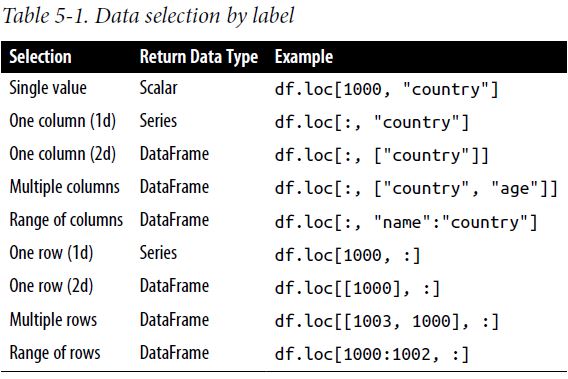 Table 5-1. Data selection by label
Selection Return Data Type Example
Single value Scalar df.loc[1000, "country"]
One column (1d) Series df.loc[:, "country"]
One column (2d) DataFrame df.loc[:, ["country"]]
Multiple columns DataFrame df.loc[:, ["country", "age"]]
Range of columns DataFrame df.loc[:, "name":"country"]
One row (1d) Series df.loc[1000, :]
One row (2d) DataFrame df.loc[[1000], :]
Multiple rows DataFrame df.loc[[1003, 1000], :]
Range of rows DataFrame df.loc[1000:1002, :]